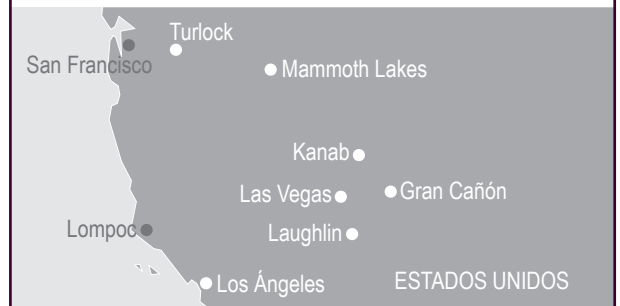 Turlock
San Francisco
Mammoth Lakes
Kanab
Las Vegas
Gran Cañón
Lompoc
Laughlin
Los Ángeles
ESTADOS UNIDOS